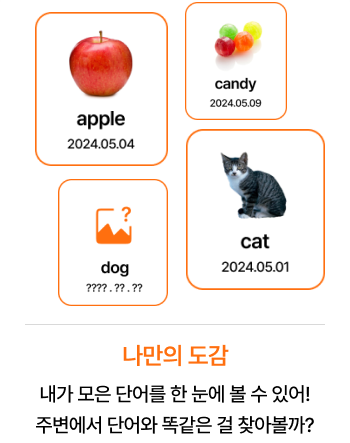 apple
2024.05.04
candy
2024.05.09
?
dog
???? . ?? . ??
cat
2024.05.01
나만의 도감
내가 모은 단어를 한 눈에 볼 수 있어!
주변에서 단어와 똑같은 걸 찾아볼까?